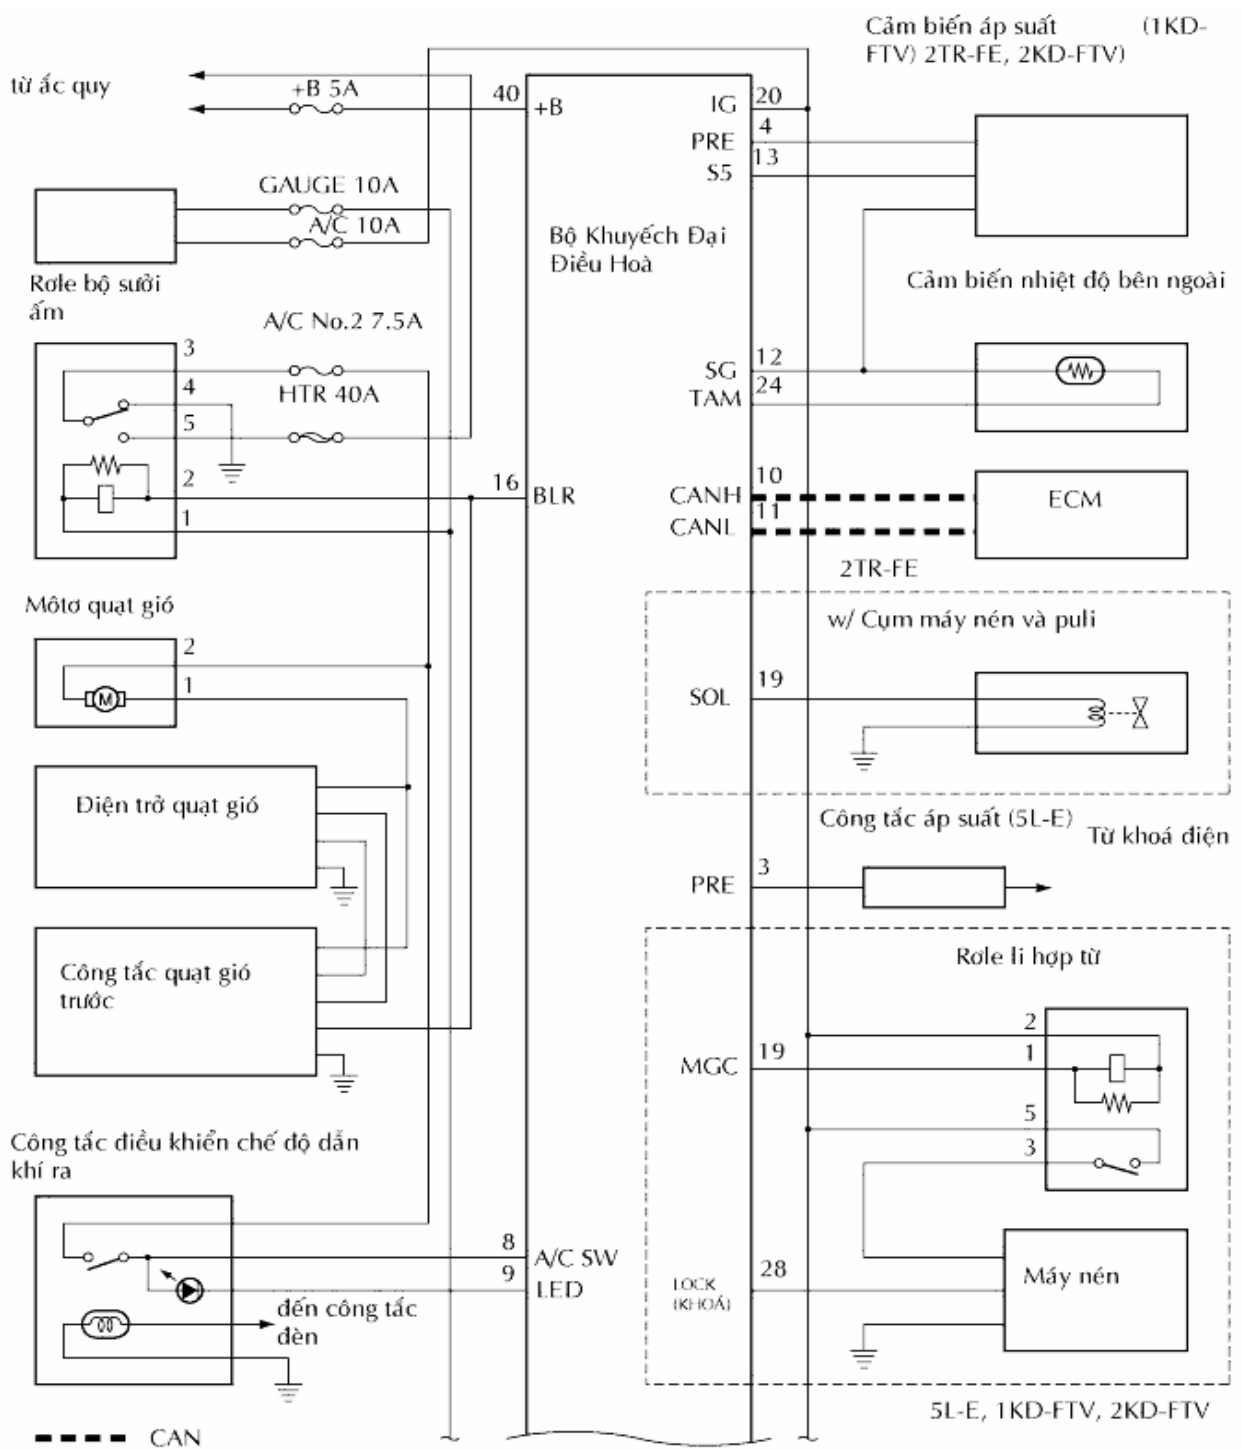 Cảm biến áp suất (1KD-
FTV) 2TR-FE, 2KD-FTV)
từ ắc quy
+B 5A
40
+B
IG
20
PRE
4
S5
13
GAUGE 10A
A/C 10A
Bộ Khuyếch Đại
Điều Hoà
Rơle bộ sưởi
ấm
Cảm biến nhiệt độ bên ngoài
A/C No.2 7.5A
3
4
HTR 40A
5
2
1
SG
12
TAM
24
16
BLR
CANH
10
CANL
11
ECM
2TR-FE
Môtơ quạt gió
2
1
M
w/ Cụm máy nén và puli
SOL
19
Điện trở quạt gió
Công tắc áp suất (5L-E)
Từ khoá điện
PRE
3
Công tắc quạt gió
trước
Rơle li hợp từ
2
1
MGC
19
5
3
Công tắc điều khiển chế độ dẫn
khí ra
8
A/C SW
9
LED
đến công tắc
đèn
LOCK
(KHOÁ)
28
Máy nén
5L-E, 1KD-FTV, 2KD-FTV
CAN